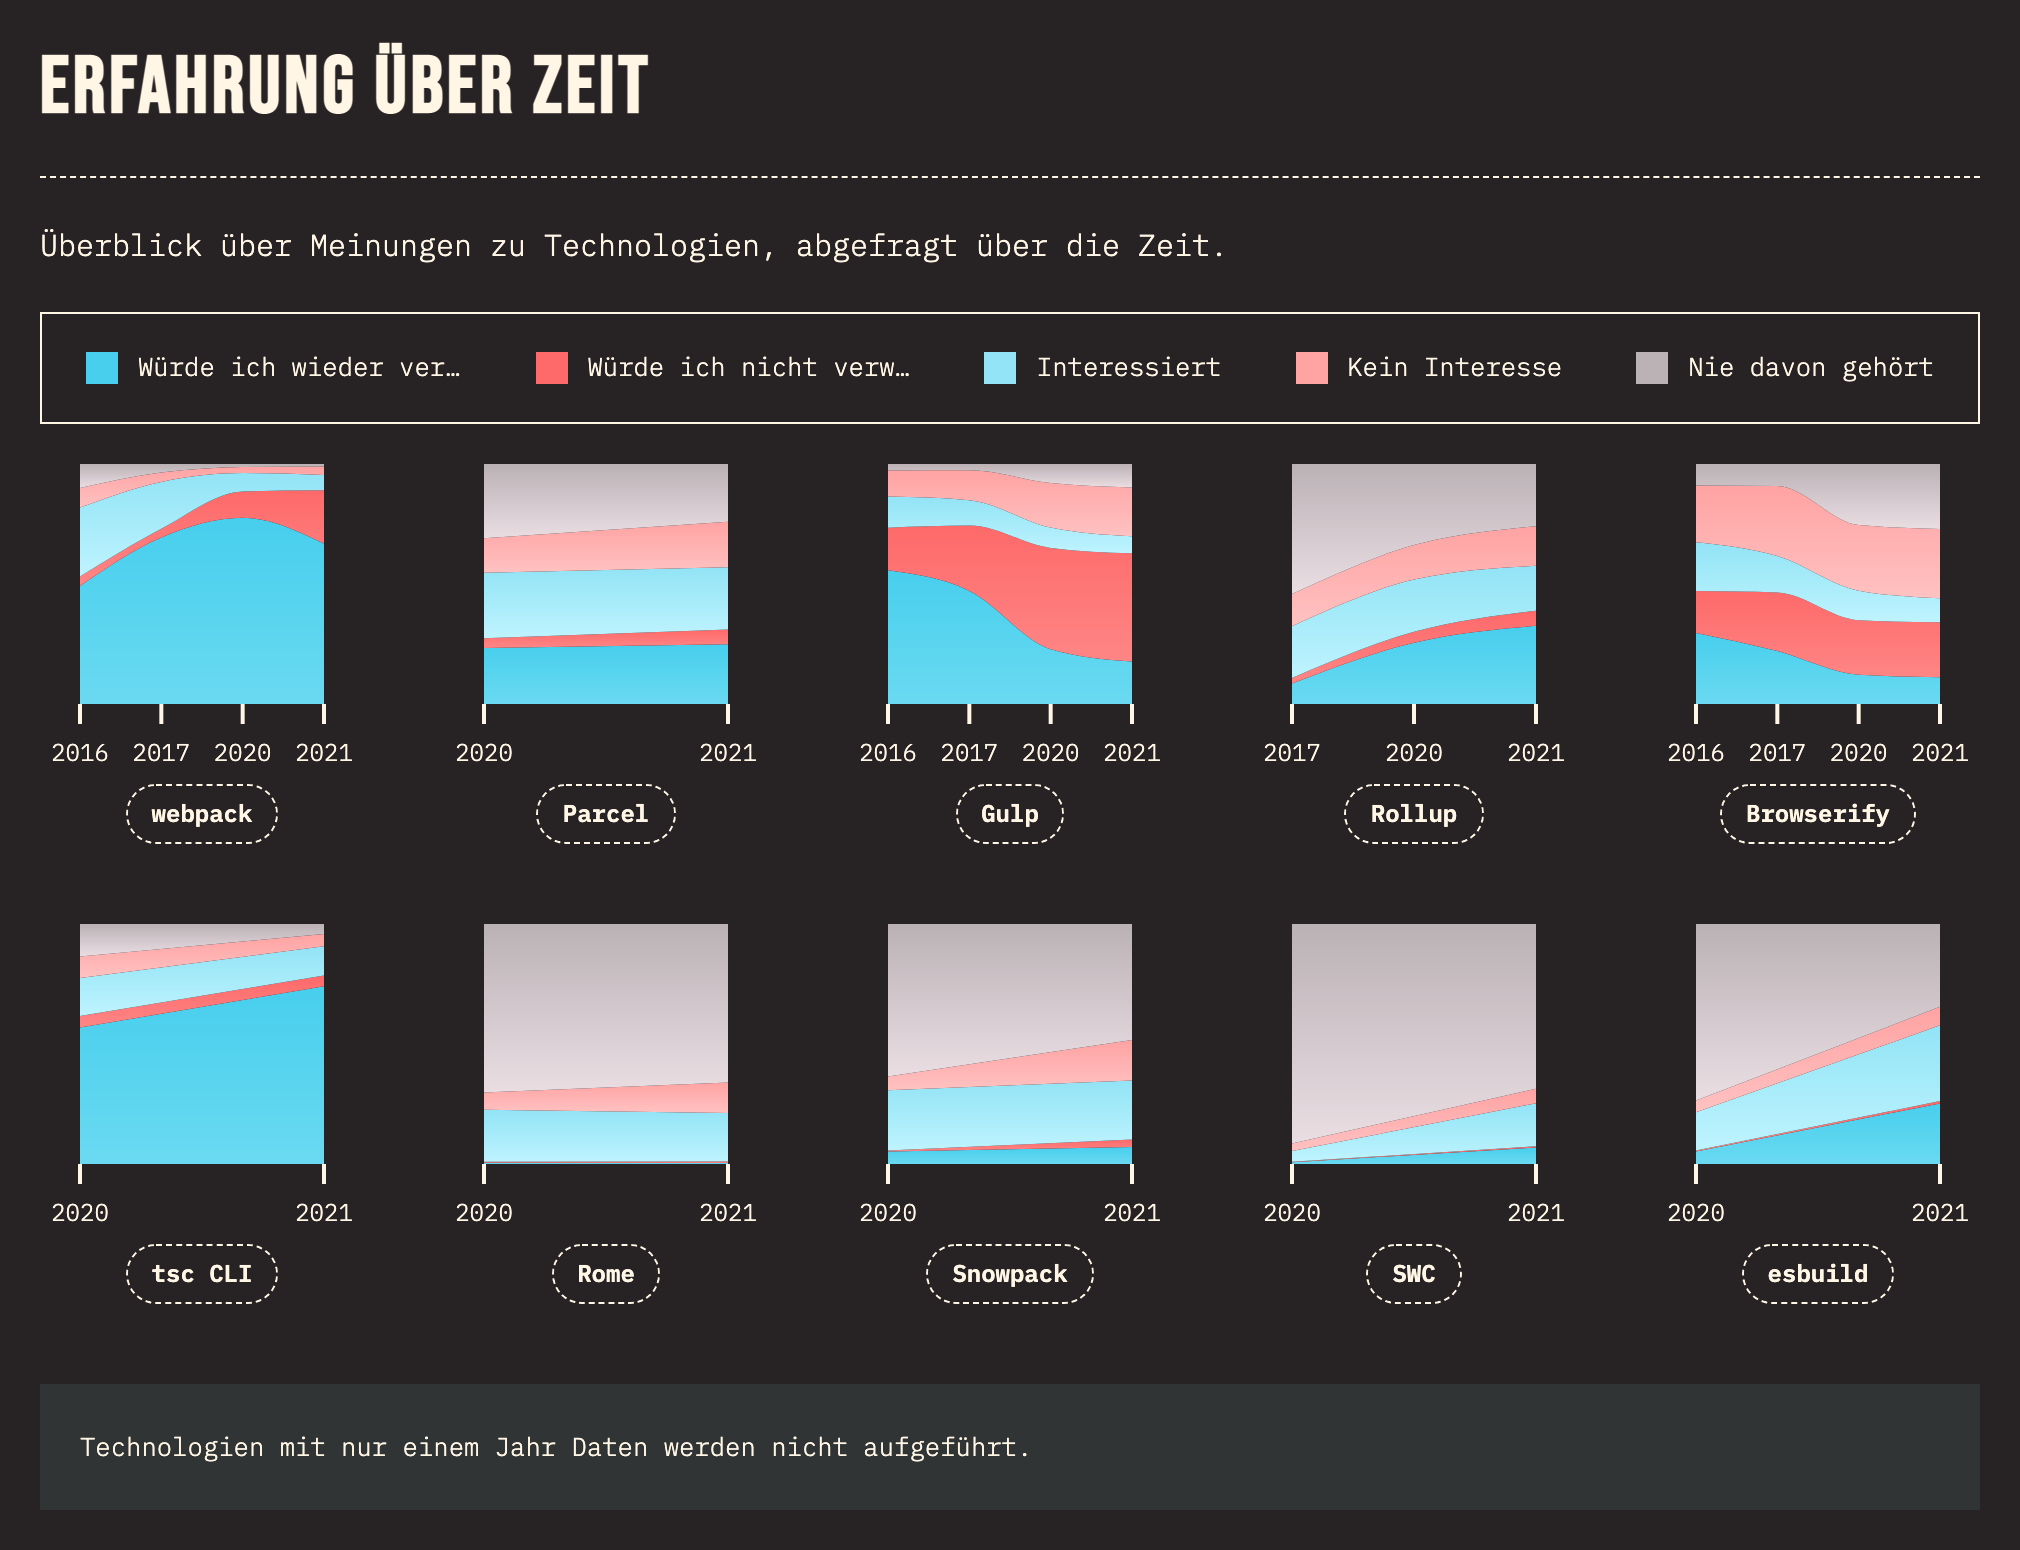 ERFAHRUNG ÜBER ZEIT
Überblick über Meinungen zu Technologien, abgefragt über die Zeit.
Würde ich wieder ver… Würde ich nicht verw… Interessiert Kein Interesse Nie davon gehört
2016 2017 2020 2021 2020 2021 2016 2017 2020 2021 2017 2020 2021 2016 2017 2020 2021
webpack Parcel Gulp Rollup Browserify
2020 2021 2020 2021 2020 2021 2020 2021 2020 2021
tsc CLI Rome Snowpack SWC esbuild
Technologien mit nur einem Jahr Daten werden nicht aufgeführt.